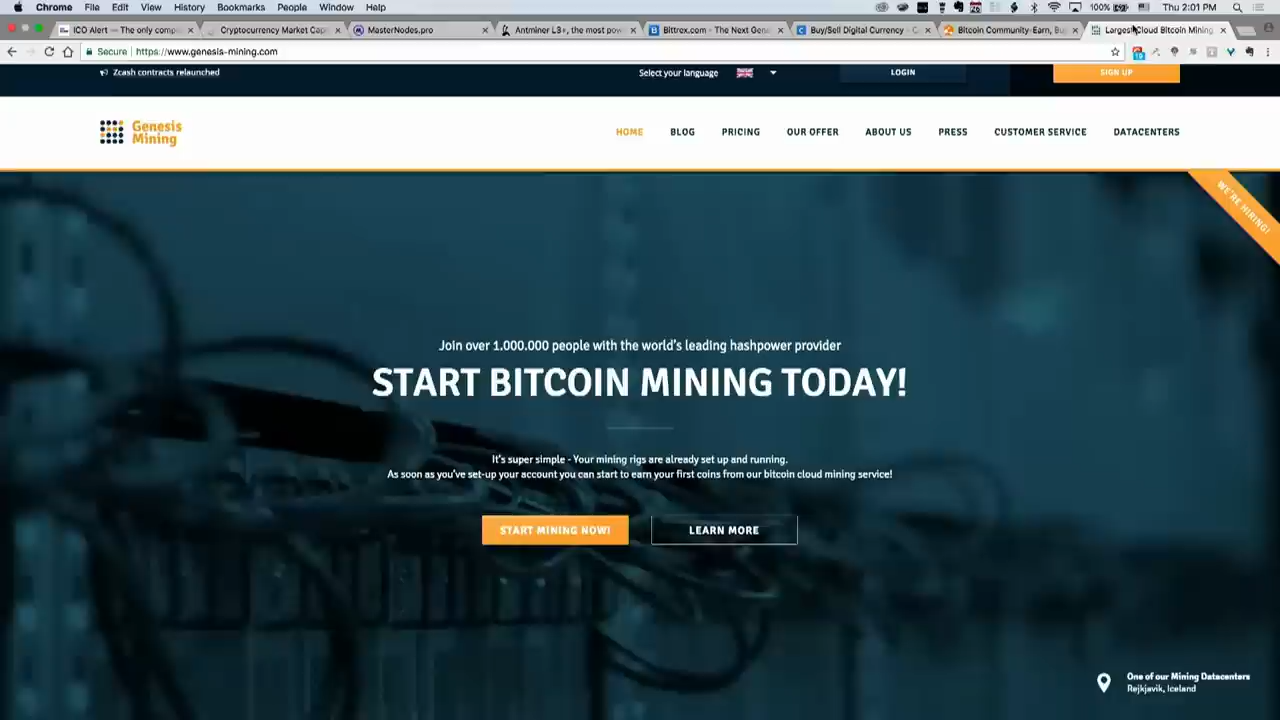 Chrome File Edit View History Bookmarks People Window Help 100% Thu 2:01 PM
ICO Alert — The only comp Cryptocurrency Market Cap MasterNodes.pro Antminer L3+, the most pow Bittrex.com - The Next Gene Buy/Sell Digital Currency - C Bitcoin Community-Earn, Bu Largest Cloud Bitcoin Mining
Secure https://www.genesis-mining.com
Zcash contracts relaunched Select your language LOGIN SIGN UP
Genesis
Mining
HOME BLOG PRICING OUR OFFER ABOUT US PRESS CUSTOMER SERVICE DATACENTERS
WE'RE HIRING!
Join over 1.000.000 people with the world's leading hashpower provider
START BITCOIN MINING TODAY!
It's super simple - Your mining rigs are already set up and running.
As soon as you've set-up your account you can start to earn your first coins from our bitcoin cloud mining service!
START MINING NOW! LEARN MORE
One of our Mining Datacenters
Rejkjavik, Iceland